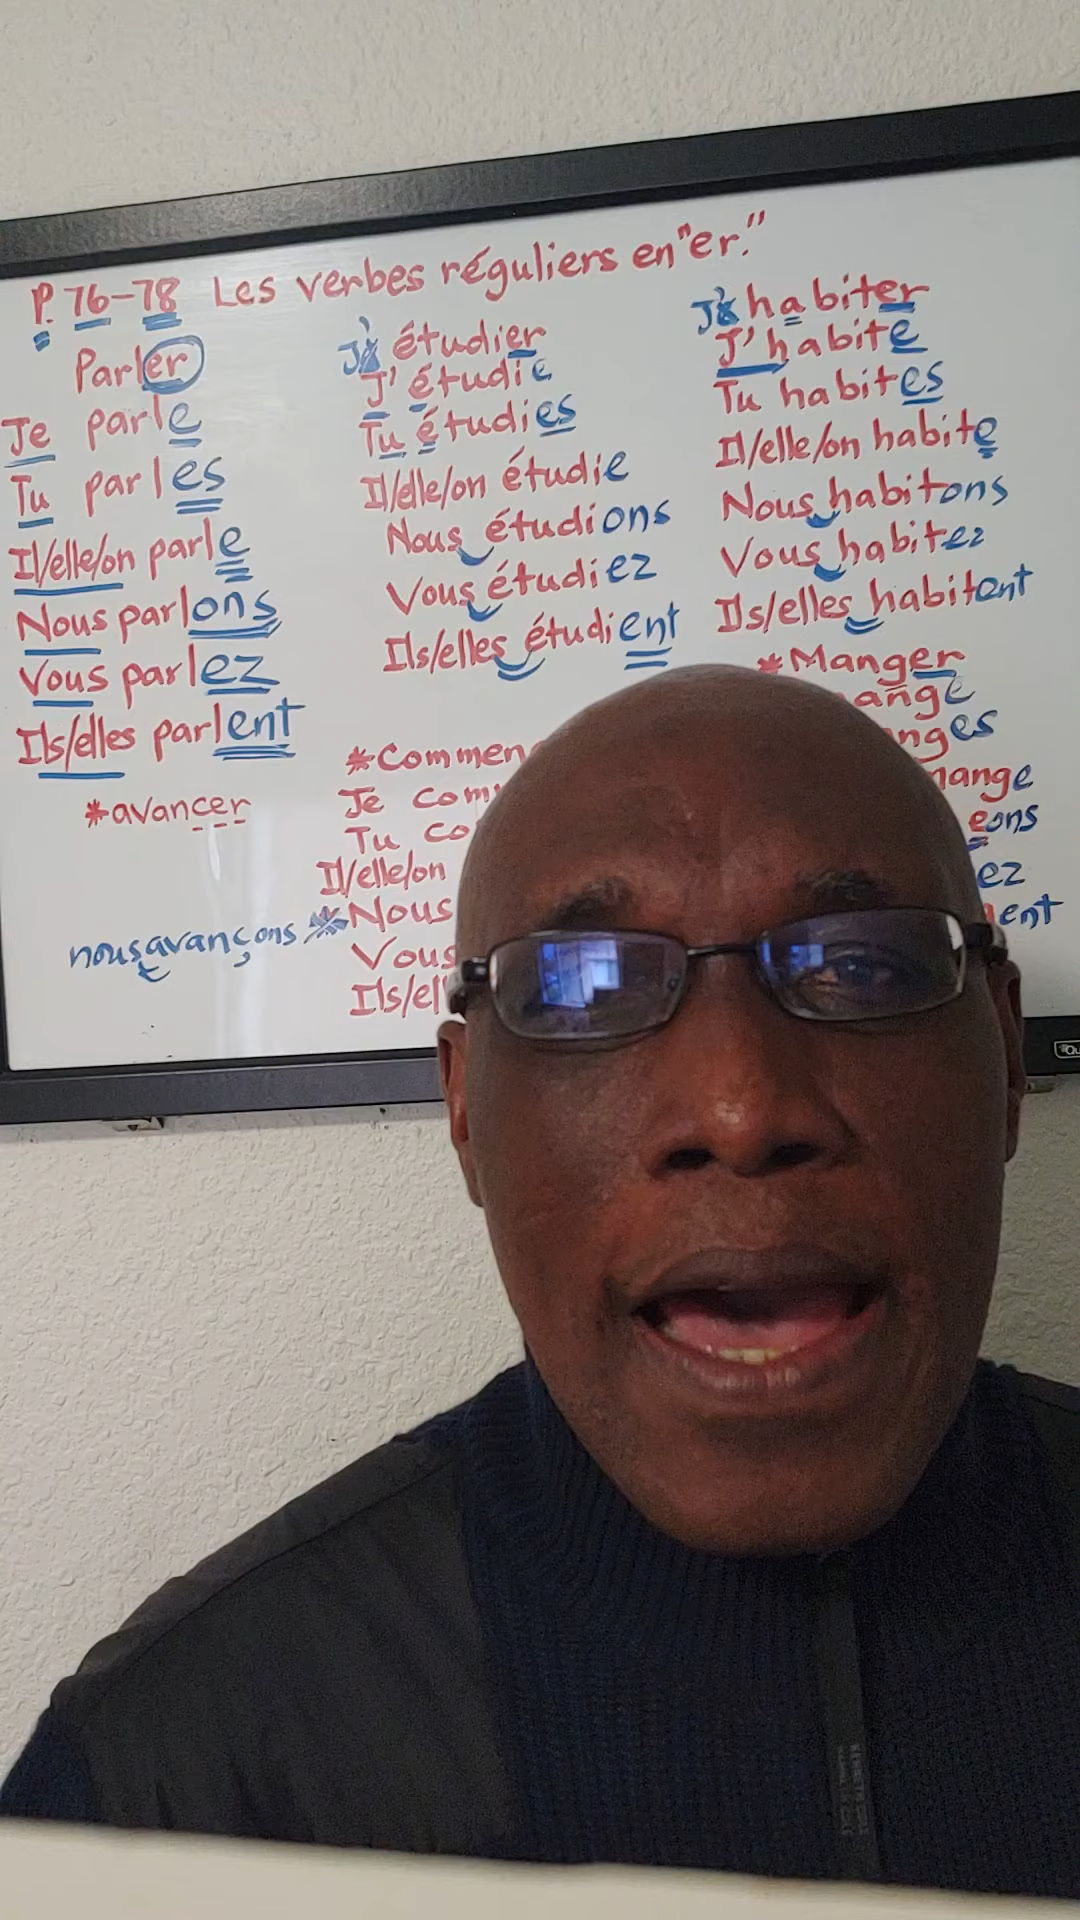 P. 76-78 Les verbes réguliers en "er."
Parler
Je parle
Tu parles
Il/elle/on parle
Nous parlons
Vous parlez
Ils/elles parlent
*avancer
nous avançons
J' étudier
J' étudie
Tu étudies
Il/elle/on étudie
Nous étudions
Vous étudiez
Ils/elles étudient
*Commen
Je com
Tu co
Il/elle/on
*Nous
Vous
Ils/ell
J' habiter
J'habite
Tu habites
Il/elle/on habite
Nous habitons
Vous habitez
Ils/elles habitent
*Manger
ange
nges
mange
eons
ez
ent